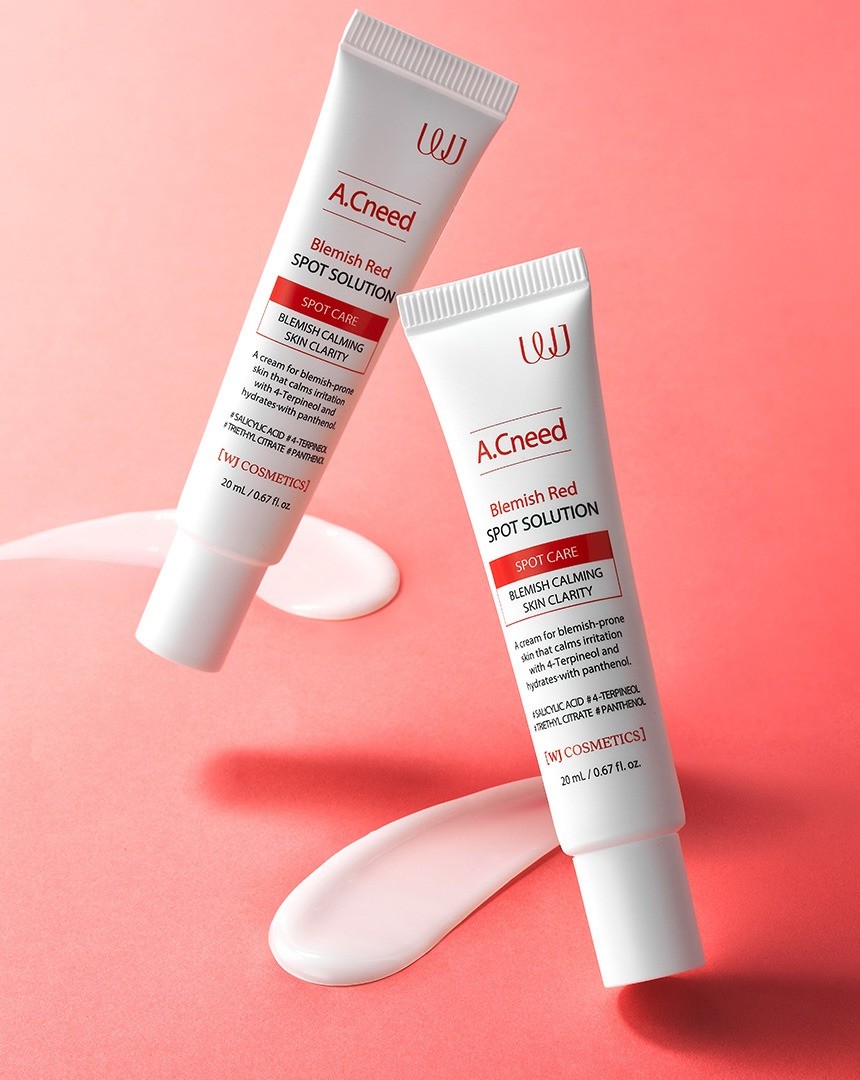 WJ
A.Cneed
Blemish Red
SPOT SOLUTION
SPOT CARE
BLEMISH CALMING
SKIN CLARITY
A cream for blemish-prone
skin that calms irritation
with 4-Terpineol and
hydrates-with panthenol.
#SALICYLIC ACID #4-TERPINEOL
#TRIETHYL CITRATE #PANTHENOL
[WJ COSMETICS]
20 mL / 0.67 fl. oz.
WJ
A.Cneed
Blemish Red
SPOT SOLUTION
SPOT CARE
BLEMISH CALMING
SKIN CLARITY
A cream for blemish-prone
skin that calms irritation
with 4-Terpineol and
hydrates-with panthenol.
#SALICYLIC ACID #4-TERPINEOL
#TRIETHYL CITRATE #PANTHENOL
[WJ COSMETICS]
20 mL / 0.67 fl. oz.